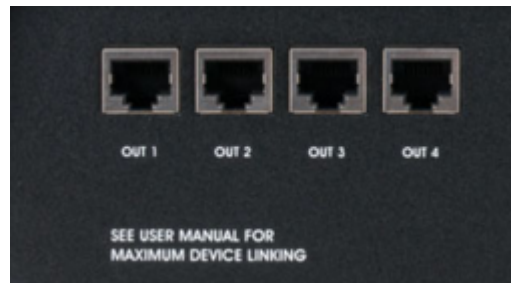 OUT 1 OUT 2 OUT 3 OUT 4
SEE USER MANUAL FOR
MAXIMUM DEVICE LINKING